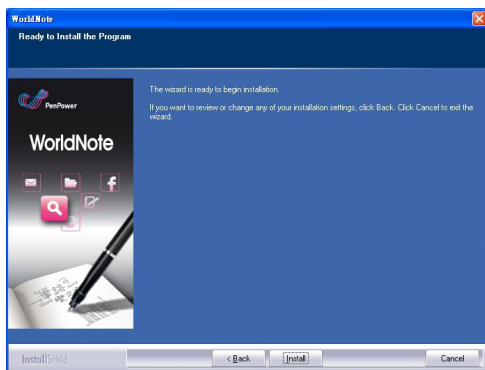 WorldNote
Ready to Install the Program
PenPower
WorldNote
The wizard is ready to begin installation.
If you want to review or change any of your installation settings, click Back. Click Cancel to exit the
wizard.
InstallShield
< Back
Install
Cancel